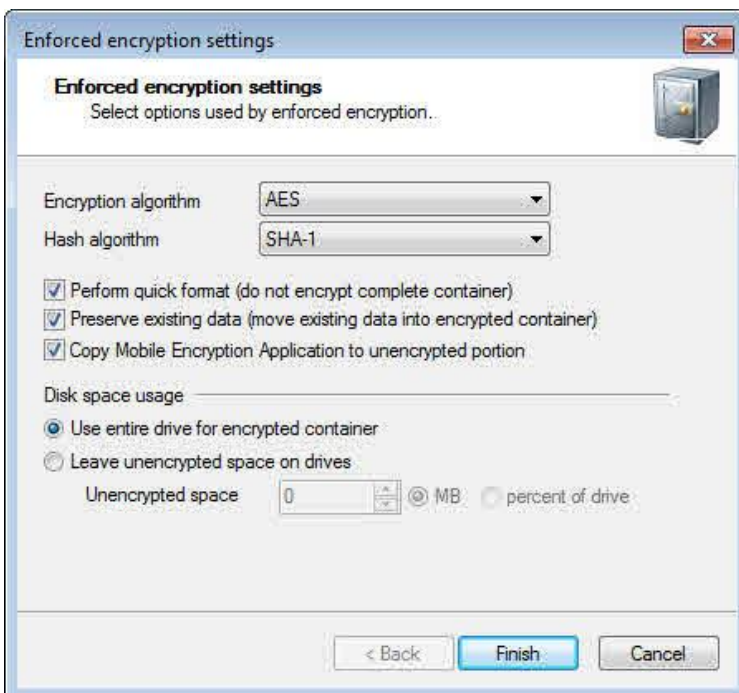 Enforced encryption settings
Enforced encryption settings
Select options used by enforced encryption..
Encryption algorithm AES
Hash algorithm SHA-1
Perform quick format (do not encrypt complete container)
Preserve existing data (move existing data into encrypted container)
Copy Mobile Encryption Application to unencrypted portion
Disk space usage
Use entire drive for encrypted container
Leave unencrypted space on drives
Unencrypted space 0 MB percent of drive
< Back Finish Cancel